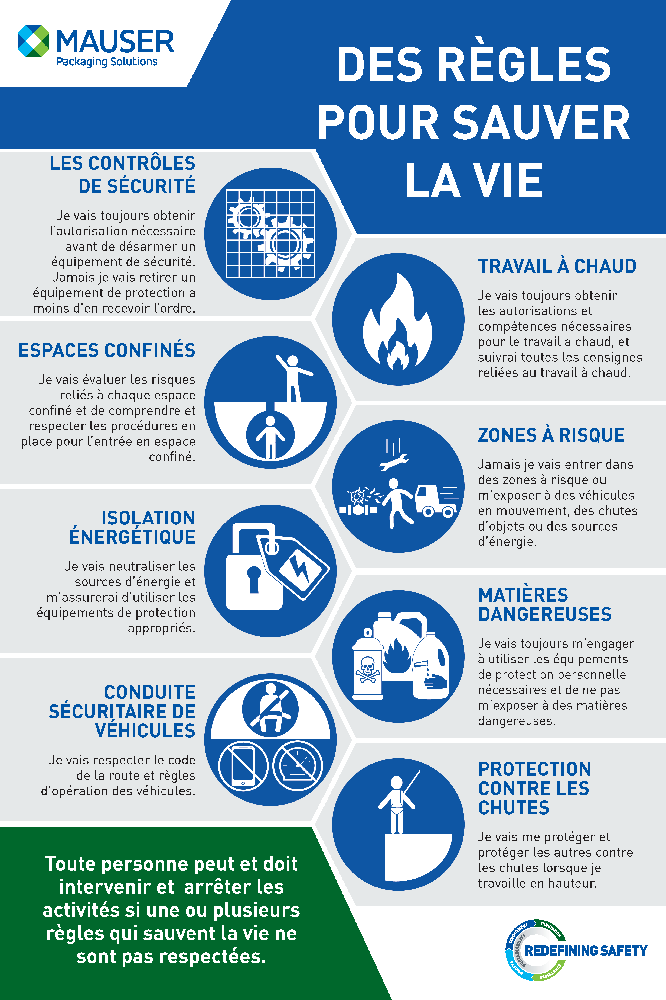 MAUSER
Packaging Solutions
DES RÈGLES
POUR SAUVER
LA VIE
LES CONTRÔLES
DE SÉCURITÉ
Je vais toujours obtenir
l'autorisation nécessaire
avant de désarmer un
équipement de sécurité.
Jamais je vais retirer un
équipement de protection a
moins d'en recevoir l'ordre.
TRAVAIL À CHAUD
Je vais toujours obtenir
les autorisations et
compétences nécessaires
pour le travail a chaud, et
suivrai toutes les consignes
reliées au travail à chaud.
ESPACES CONFINÉS
Je vais évaluer les risques
reliés à chaque espace
confiné et de comprendre et
respecter les procédures en
place pour l'entrée en espace
confiné.
ZONES À RISQUE
Jamais je vais entrer dans
des zones à risque ou
m'exposer à des véhicules
en mouvement, des chutes
d'objets ou des sources
d'énergie.
ISOLATION
ÉNERGÉTIQUE
Je vais neutraliser les
sources d'énergie et
m'assurerai d'utiliser les
équipements de protection
appropriés.
MATIÈRES
DANGEREUSES
Je vais toujours m'engager
à utiliser les équipements
de protection personnelle
nécessaires et de ne pas
m'exposer à des matières
dangereuses.
CONDUITE
SÉCURITAIRE DE
VÉHICULES
Je vais respecter le code
de la route et règles
d'opération des véhicules.
PROTECTION
CONTRE LES
CHUTES
Je vais me protéger et
protéger les autres contre
les chutes lorsque je
travaille en hauteur.
Toute personne peut et doit
intervenir et  arrêter les
activités si une ou plusieurs
règles qui sauvent la vie ne
sont pas respectées.
COMMITMENT
INNOVATION
SUSTAINABILITY
REDEFINING SAFETY
PASSION
EXCELLENCE